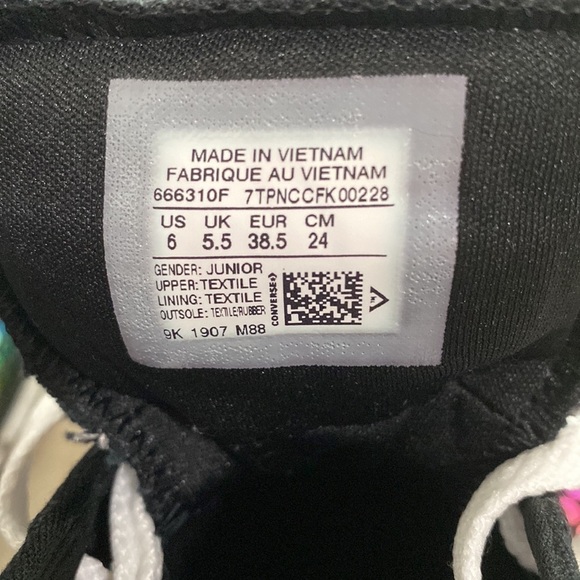 MADE IN VIETNAM
FABRIQUE AU VIETNAM
666310F 7TPNCCFK00228
US UK EUR CM
6 5.5 38.5 24
GENDER: JUNIOR
UPPER: TEXTILE
LINING: TEXTILE
OUTSOLE: TEXTILE/RUBBER
9K 1907 M88
CONVERSE